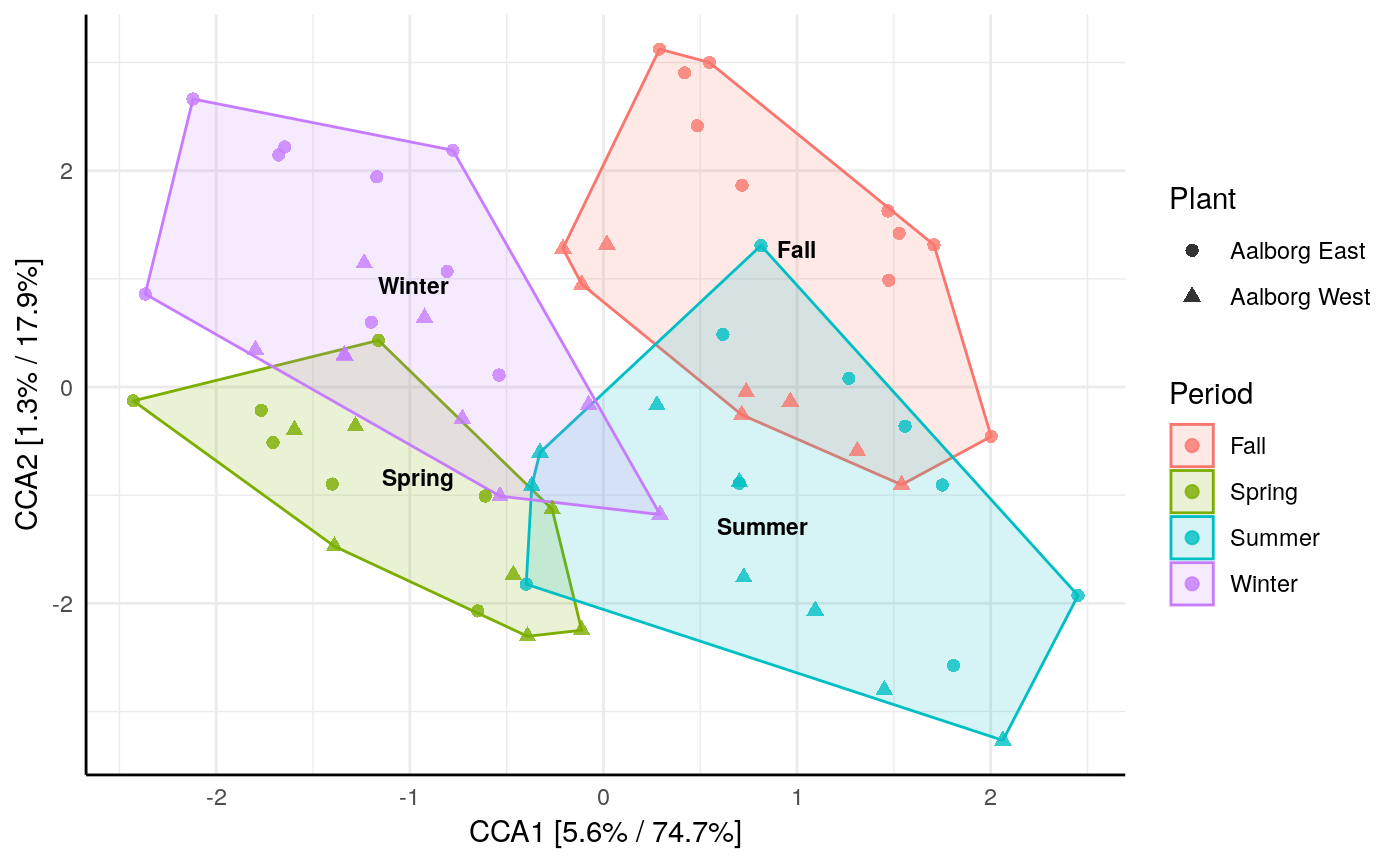 CCA2 [1.3% / 17.9%]
2
0
-2
Winter
Fall
Spring
Summer
-2
-1
0
1
2
CCA1 [5.6% / 74.7%]
Plant
Aalborg East
Aalborg West
Period
Fall
Spring
Summer
Winter